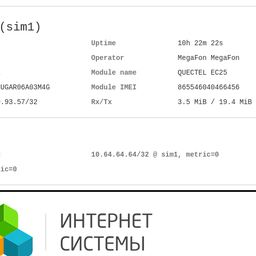 (sim1)
Uptime 10h 22m 22s
Operator MegaFon MegaFon
Module name QUECTEL EC25
UGAR06A03M4G Module IMEI 865546040466456
.93.57/32 Rx/Tx 3.5 MiB / 19.4 MiB
10.64.64.64/32 @ sim1, metric=0
ic=0
ИНТЕРНЕТ
СИСТЕМЫ